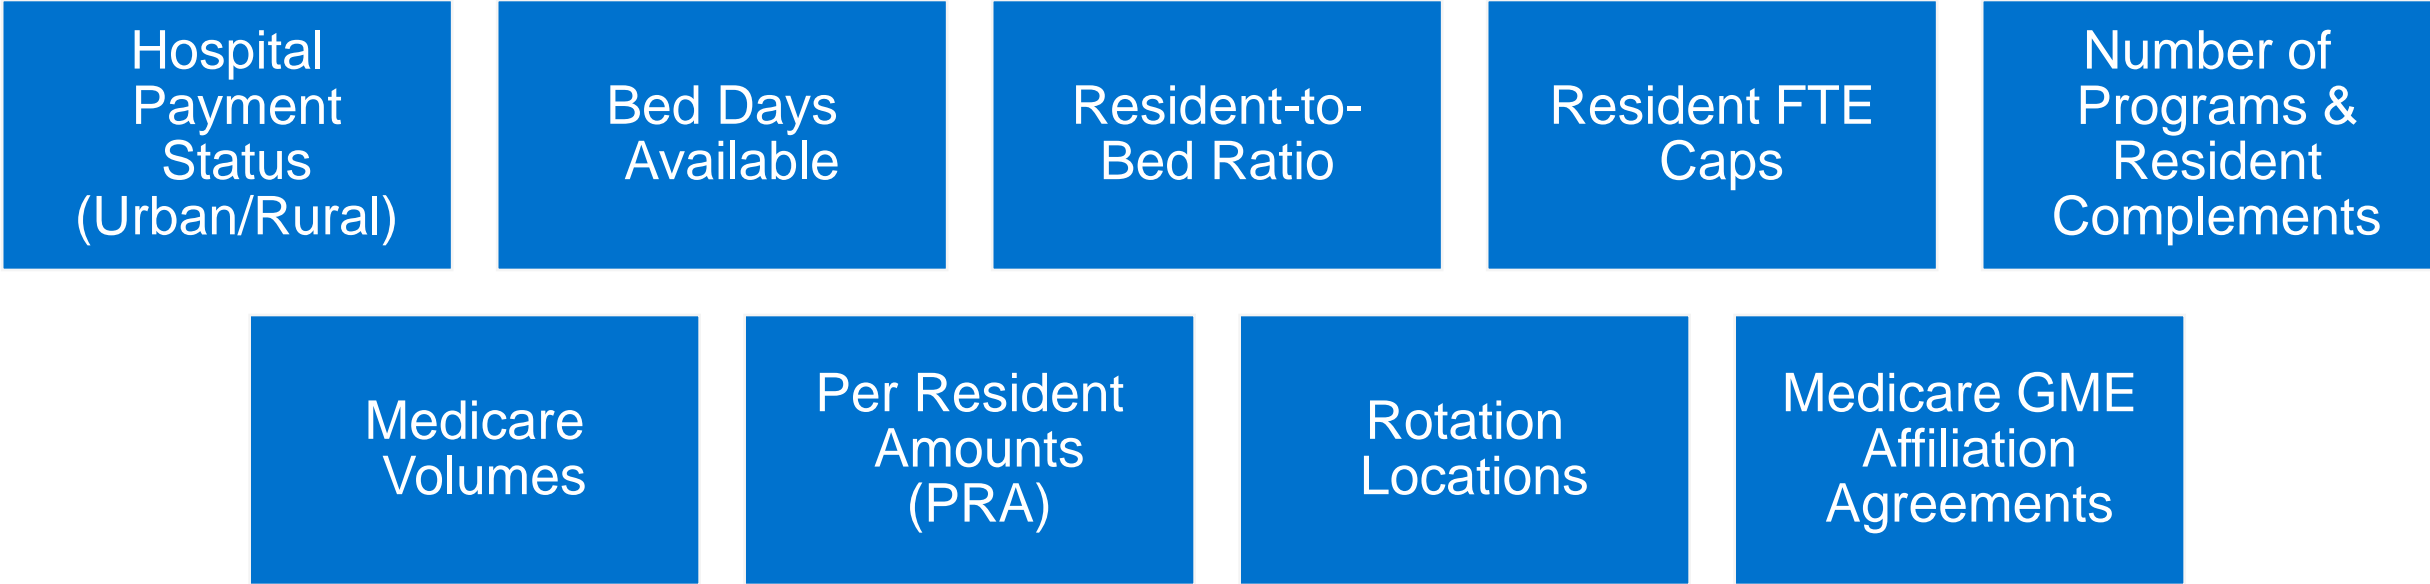 Hospital
Payment
Status
(Urban/Rural)
Bed Days
Available
Resident-to-
Bed Ratio
Resident FTE
Caps
Number of
Programs &
Resident
Complements
Medicare
Volumes
Per Resident
Amounts
(PRA)
Rotation
Locations
Medicare GME
Affiliation
Agreements